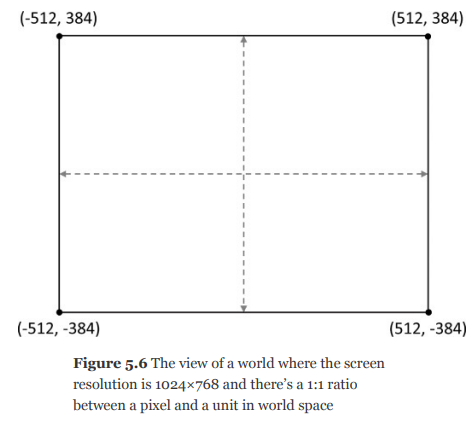 (-512, 384) (512, 384)
(-512, -384) (512, -384)
Figure 5.6 The view of a world where the screen
resolution is 1024×768 and there's a 1:1 ratio
between a pixel and a unit in world space